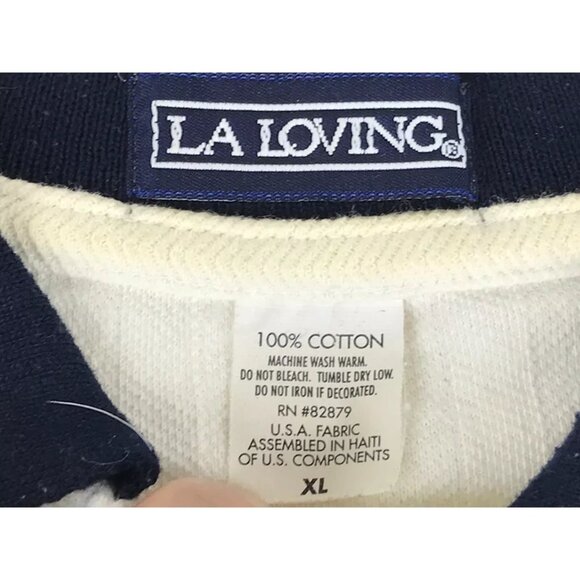 LA LOVING®
100% COTTON
MACHINE WASH WARM.
DO NOT BLEACH. TUMBLE DRY LOW.
DO NOT IRON IF DECORATED.
RN #82879
U.S.A. FABRIC
ASSEMBLED IN HAITI
OF U.S. COMPONENTS
XL